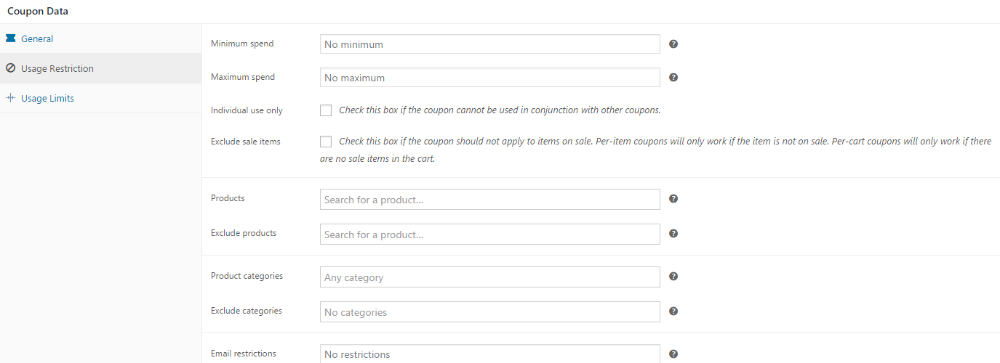 Coupon Data
General
Usage Restriction
Usage Limits
Minimum spend No minimum ?
Maximum spend No maximum ?
Individual use only Check this box if the coupon cannot be used in conjunction with other coupons.
Exclude sale items Check this box if the coupon should not apply to items on sale. Per-item coupons will only work if the item is not on sale. Per-cart coupons will only work if there
are no sale items in the cart.
Products Search for a product... ?
Exclude products Search for a product... ?
Product categories Any category ?
Exclude categories No categories ?
Email restrictions No restrictions ?